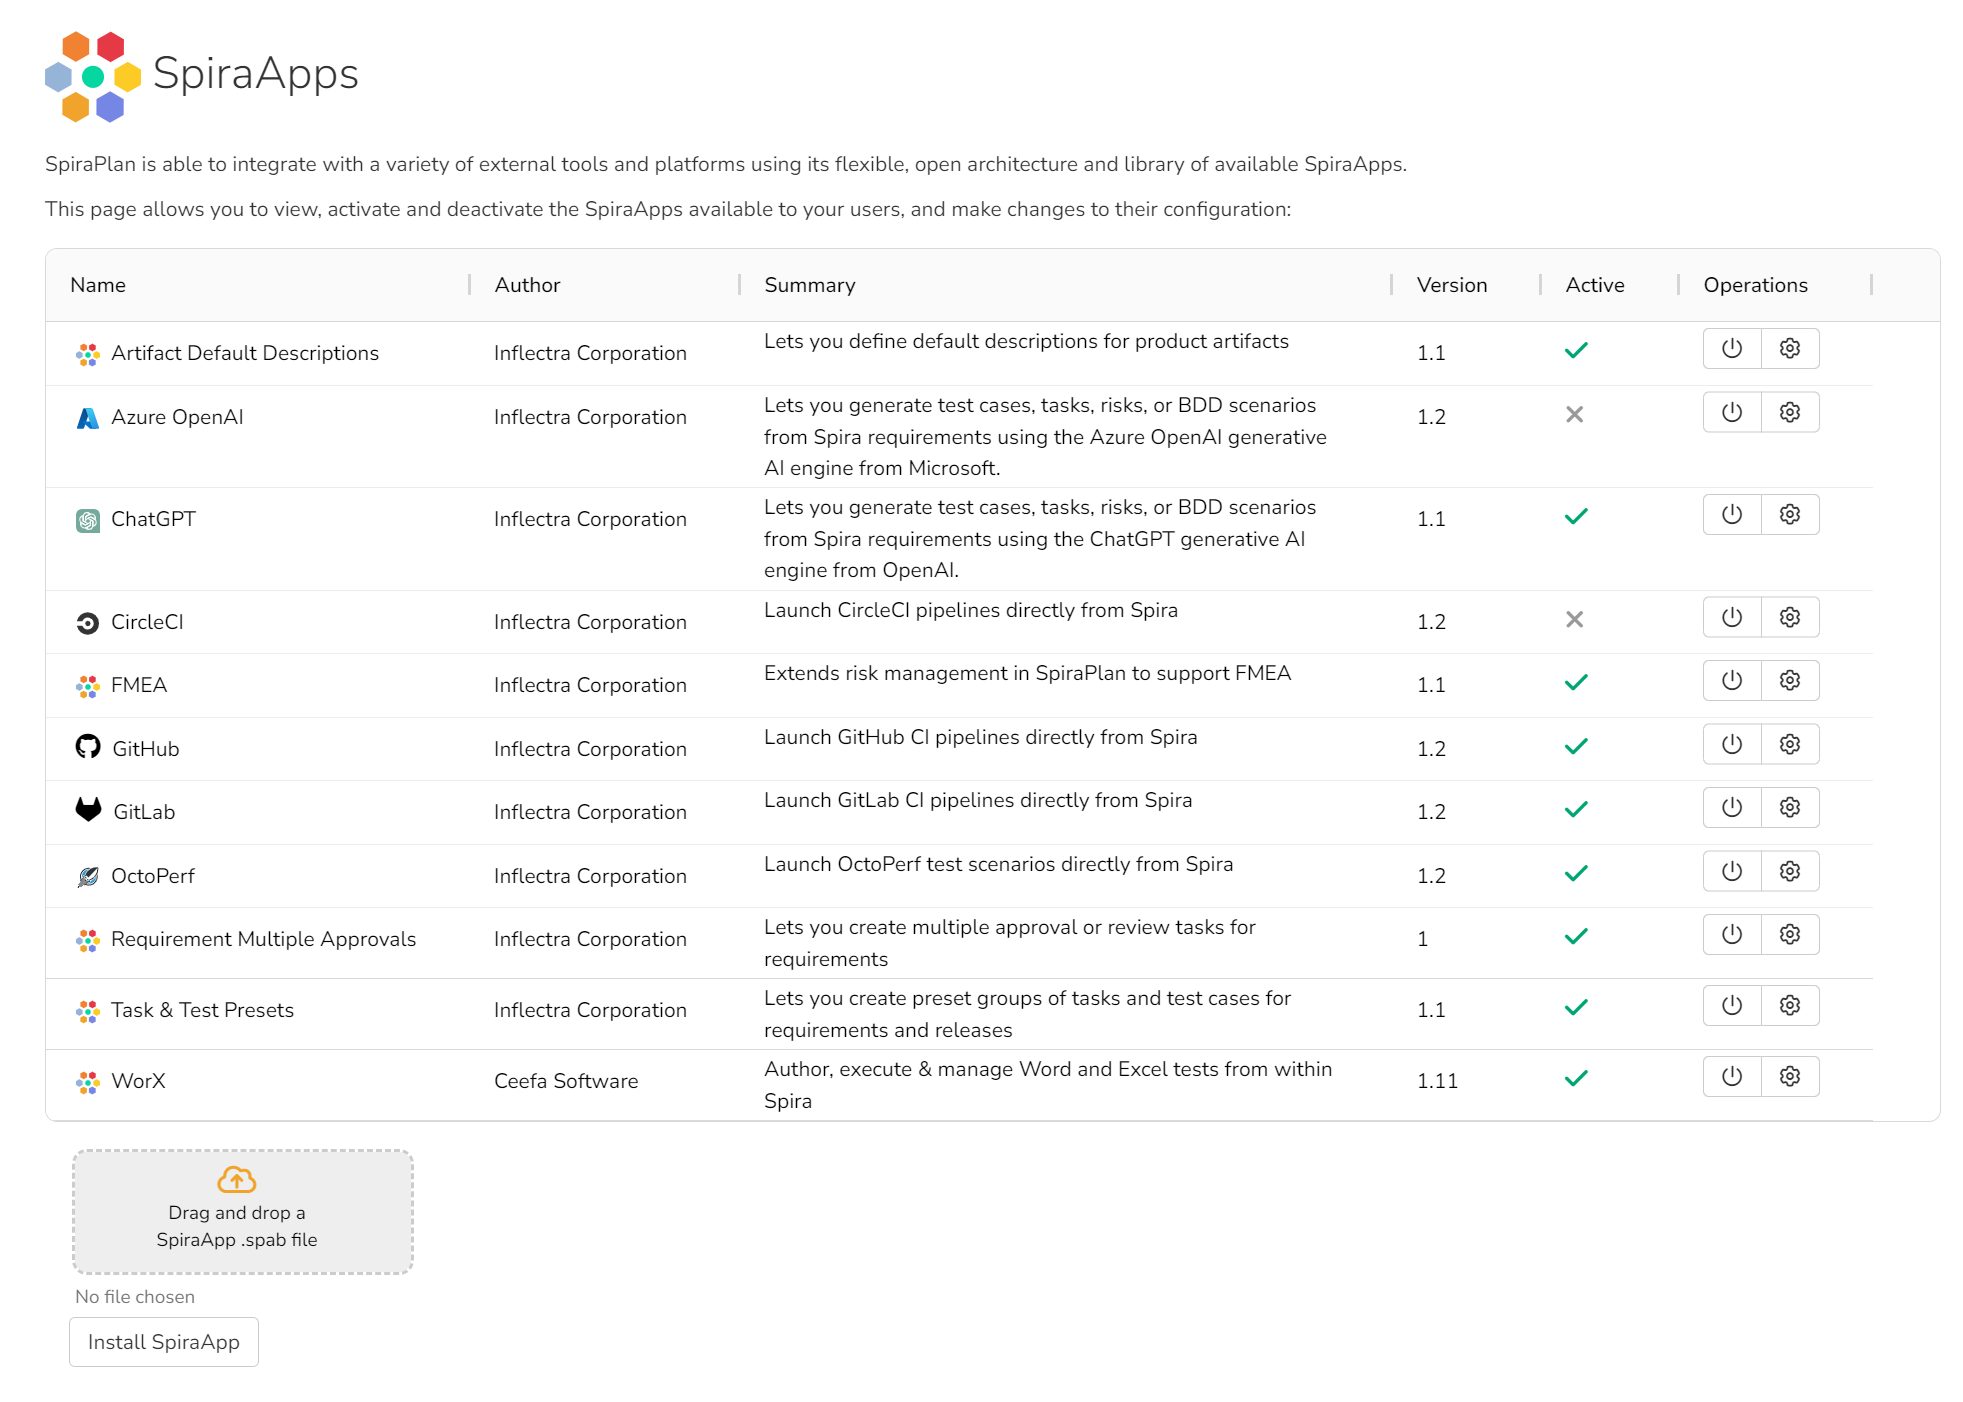 SpiraApps
SpiraPlan is able to integrate with a variety of external tools and platforms using its flexible, open architecture and library of available SpiraApps.
This page allows you to view, activate and deactivate the SpiraApps available to your users, and make changes to their configuration:
Name Author Summary Version Active Operations
Artifact Default Descriptions Inflectra Corporation Lets you define default descriptions for product artifacts 1.1
Azure OpenAI Inflectra Corporation Lets you generate test cases, tasks, risks, or BDD scenarios 1.2
from Spira requirements using the Azure OpenAI generative
AI engine from Microsoft.
ChatGPT Inflectra Corporation Lets you generate test cases, tasks, risks, or BDD scenarios 1.1
from Spira requirements using the ChatGPT generative AI
engine from OpenAI.
CircleCI Inflectra Corporation Launch CircleCI pipelines directly from Spira 1.2
FMEA Inflectra Corporation Extends risk management in SpiraPlan to support FMEA 1.1
GitHub Inflectra Corporation Launch GitHub CI pipelines directly from Spira 1.2
GitLab Inflectra Corporation Launch GitLab CI pipelines directly from Spira 1.2
OctoPerf Inflectra Corporation Launch OctoPerf test scenarios directly from Spira 1.2
Requirement Multiple Approvals Inflectra Corporation Lets you create multiple approval or review tasks for 1
requirements
Task & Test Presets Inflectra Corporation Lets you create preset groups of tasks and test cases for 1.1
requirements and releases
WorX Ceefa Software Author, execute & manage Word and Excel tests from within 1.11
Spira
Drag and drop a
SpiraApp .spab file
No file chosen
Install SpiraApp